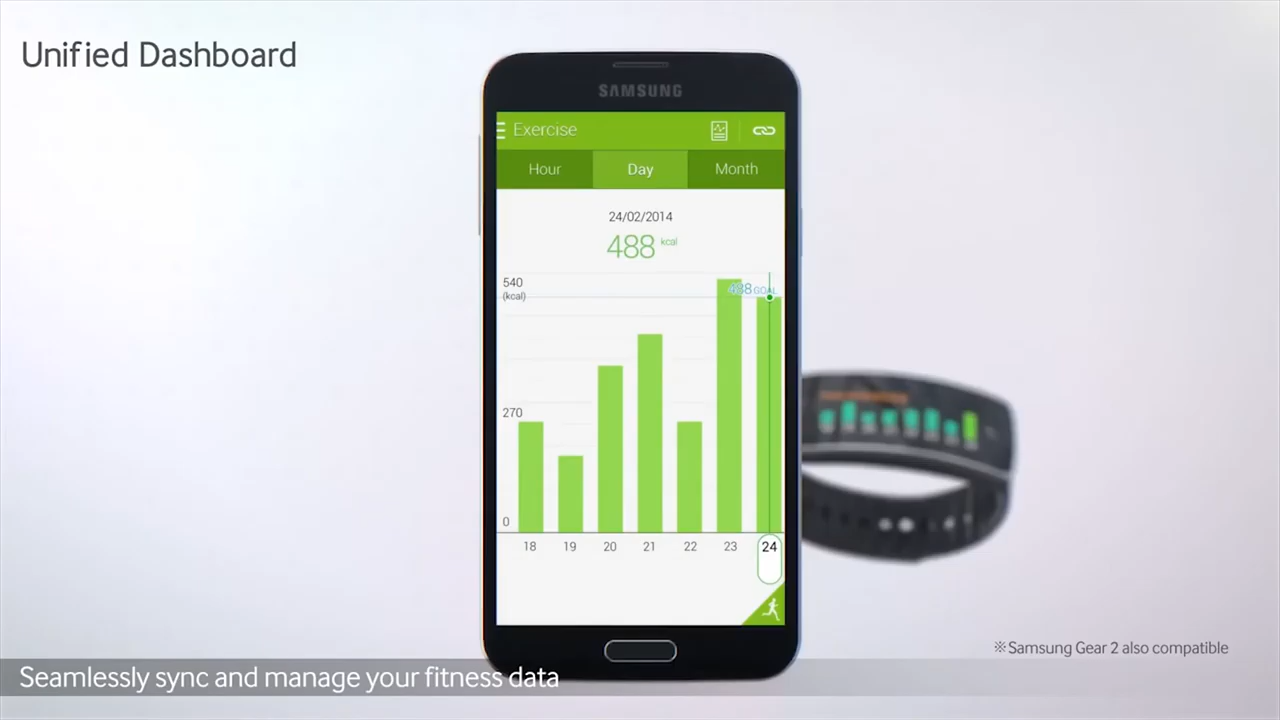 Unified Dashboard
SAMSUNG
Exercise
Hour Day Month
24/02/2014
488 kcal
540
(kcal)
488 GOAL
270
0
18 19 20 21 22 23 24
※Samsung Gear 2 also compatible
Seamlessly sync and manage your fitness data